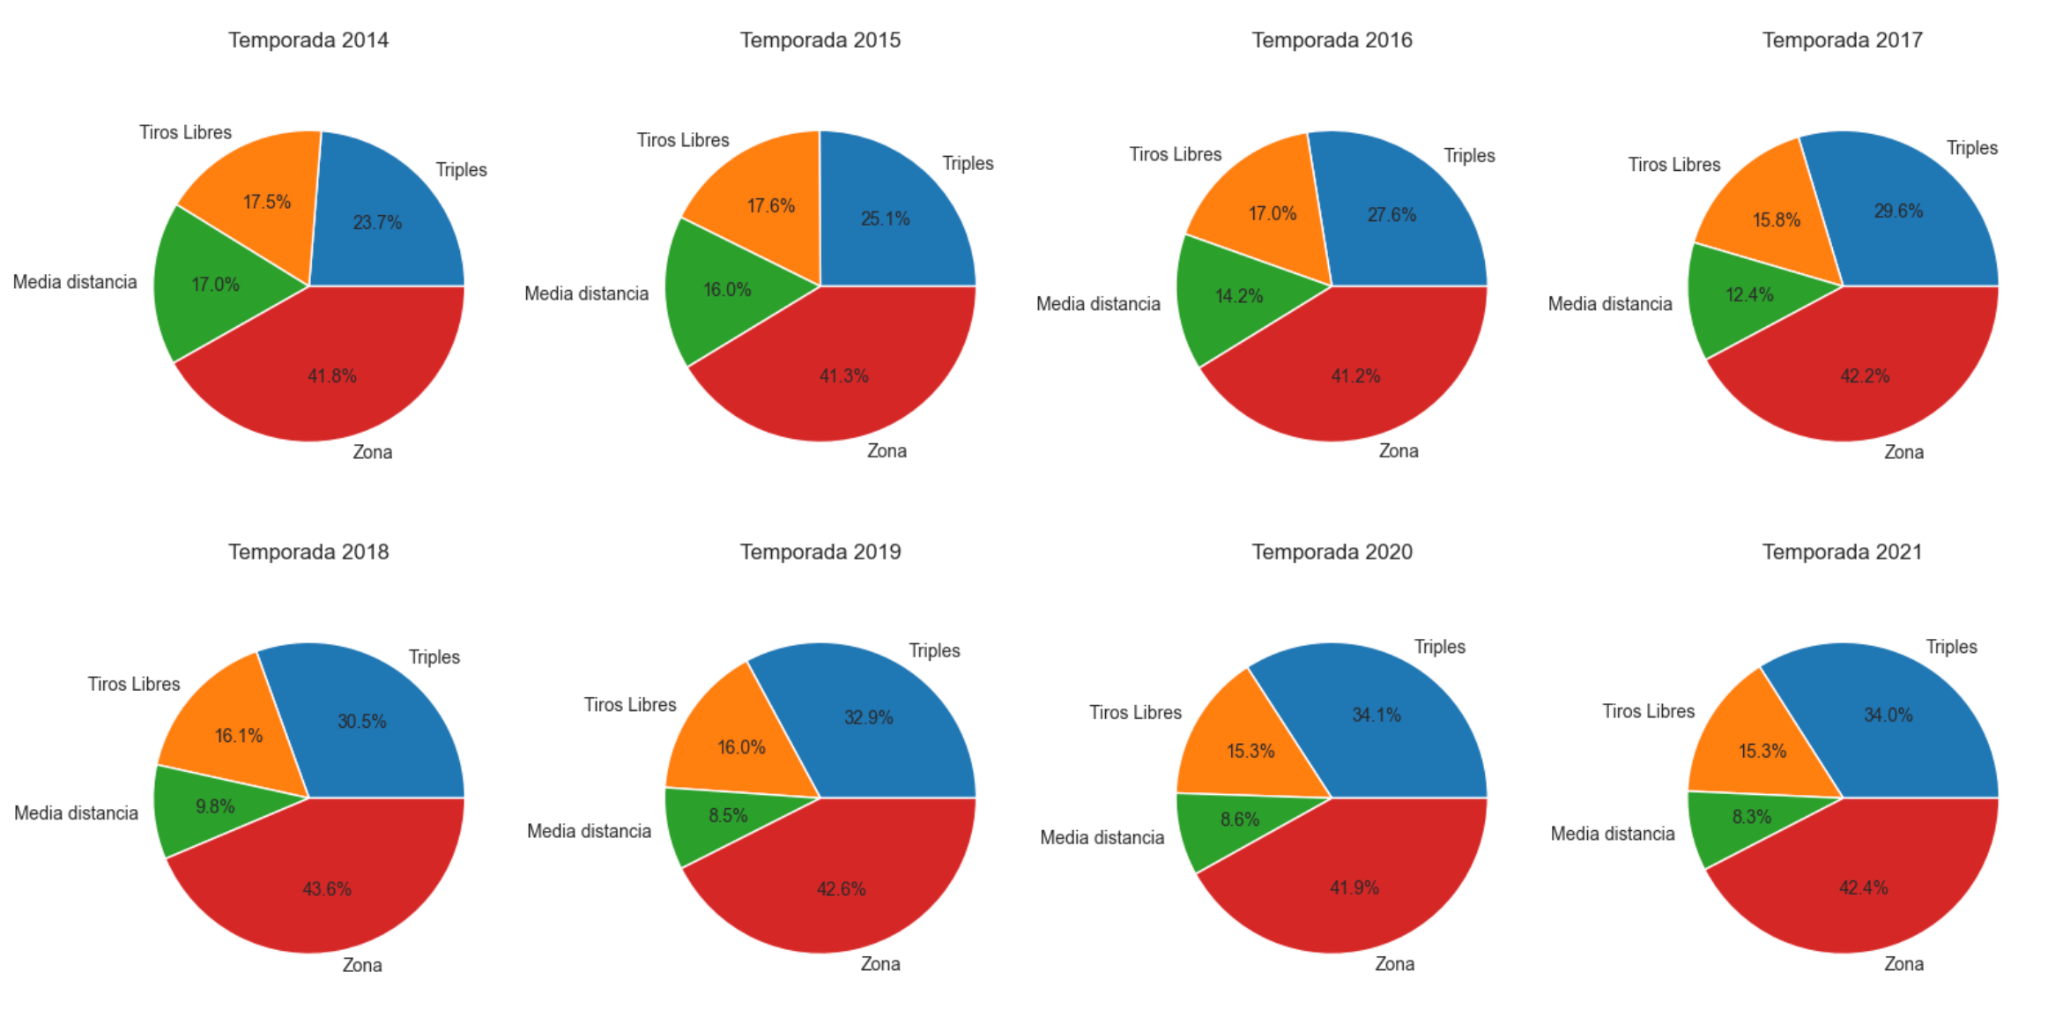 Temporada 2014
Tiros Libres
Triples
17.5%
23.7%
Media distancia
17.0%
41.8%
Zona
Temporada 2015
Tiros Libres
Triples
17.6%
25.1%
Media distancia
16.0%
41.3%
Zona
Temporada 2016
Tiros Libres
Triples
17.0%
27.6%
Media distancia
14.2%
41.2%
Zona
Temporada 2017
Tiros Libres
Triples
15.8%
29.6%
Media distancia
12.4%
42.2%
Zona
Temporada 2018
Tiros Libres
Triples
16.1%
30.5%
Media distancia
9.8%
43.6%
Zona
Temporada 2019
Tiros Libres
Triples
16.0%
32.9%
Media distancia
8.5%
42.6%
Zona
Temporada 2020
Tiros Libres
Triples
15.3%
34.1%
Media distancia
8.6%
41.9%
Zona
Temporada 2021
Tiros Libres
Triples
15.3%
34.0%
Media distancia
8.3%
42.4%
Zona